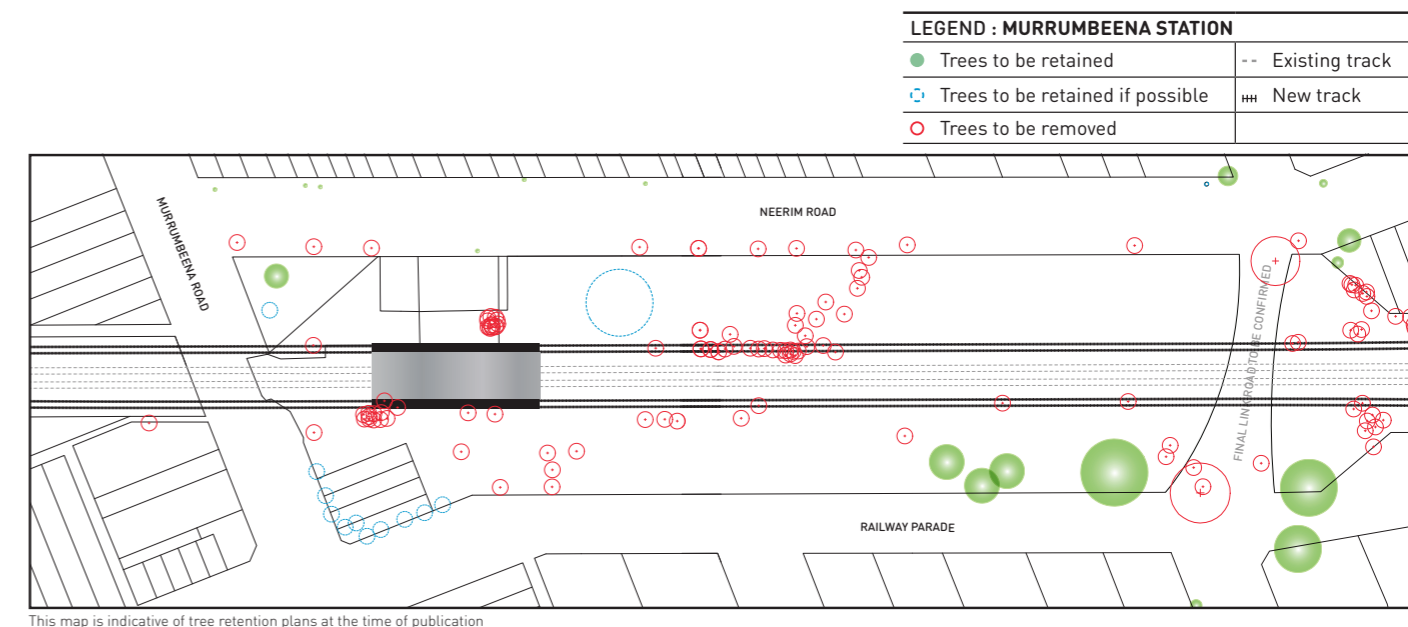 LEGEND : MURRUMBEENA STATION
Trees to be retained
Existing track
Trees to be retained if possible
New track
Trees to be removed
MURRUMBEENA ROAD
NEERIM ROAD
FINAL LINK ROAD TO BE CONFIRMED
RAILWAY PARADE
This map is indicative of tree retention plans at the time of publication